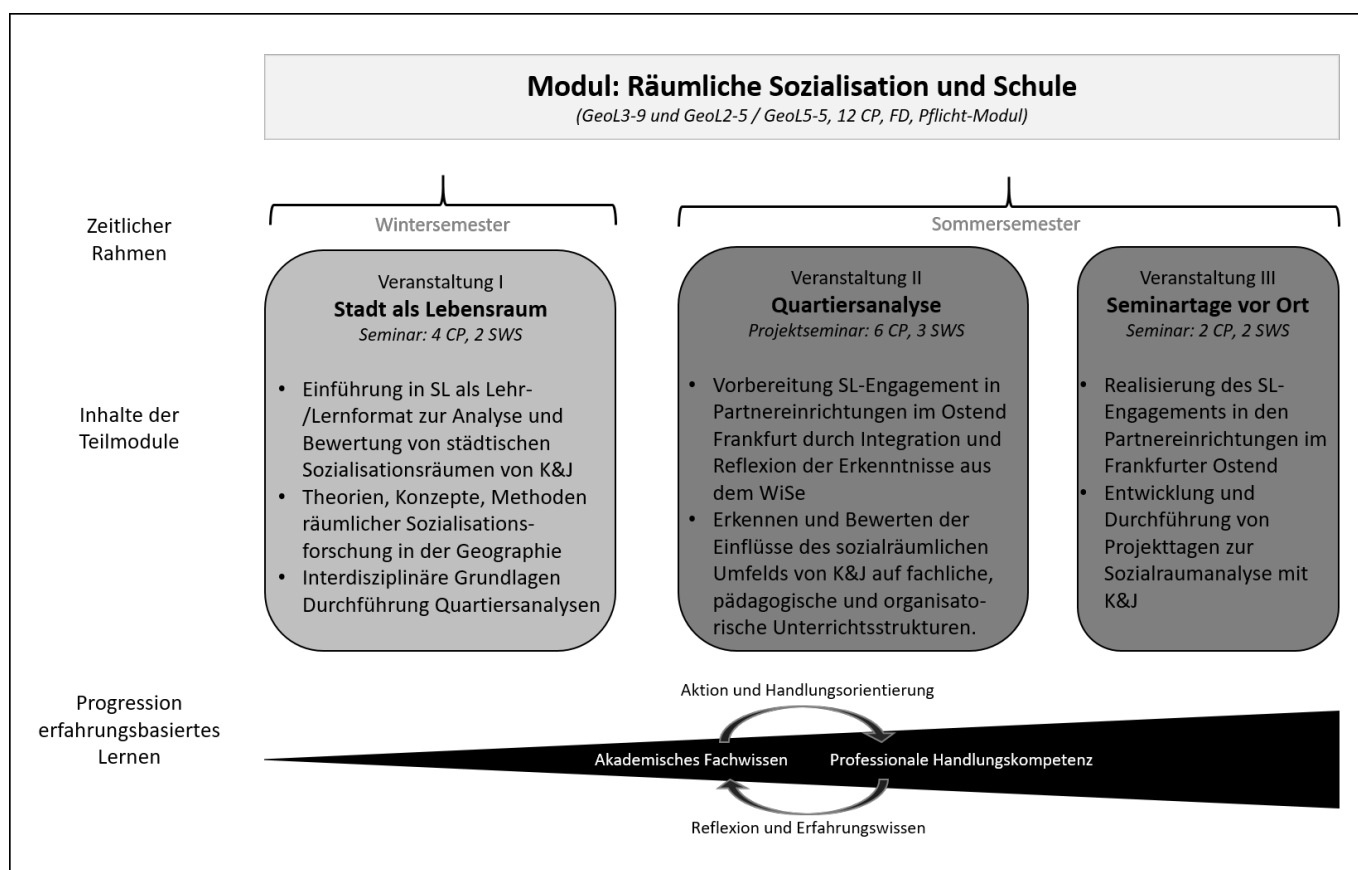 Modul: Räumliche Sozialisation und Schule
(GeoL3-9 und GeoL2-5 / GeoL5-5, 12 CP, FD, Pflicht-Modul)
Zeitlicher
Rahmen
Wintersemester
Sommersemester
Inhalte der
Teilmodule
Veranstaltung I
Stadt als Lebensraum
Seminar: 4 CP, 2 SWS
• Einführung in SL als Lehr-
/Lernformat zur Analyse und
Bewertung von städtischen
Sozialisationsräumen von K&J
• Theorien, Konzepte, Methoden
räumlicher Sozialisations-
forschung in der Geographie
• Interdisziplinäre Grundlagen
Durchführung Quartiersanalysen
Veranstaltung II
Quartiersanalyse
Projektseminar: 6 CP, 3 SWS
• Vorbereitung SL-Engagement in
Partnereinrichtungen im Ostend
Frankfurt durch Integration und
Reflexion der Erkenntnisse aus
dem WiSe
• Erkennen und Bewerten der
Einflüsse des sozialräumlichen
Umfelds von K&J auf fachliche,
pädagogische und organisato-
rische Unterrichtsstrukturen.
Veranstaltung III
Seminartage vor Ort
Seminar: 2 CP, 2 SWS
• Realisierung des SL-
Engagements in den
Partnereinrichtungen im
Frankfurter Ostend
• Entwicklung und
Durchführung von
Projekttagen zur
Sozialraumanalyse mit
K&J
Progression
erfahrungsbasiertes
Lernen
Aktion und Handlungsorientierung
Akademisches Fachwissen
Professionale Handlungskompetenz
Reflexion und Erfahrungswissen